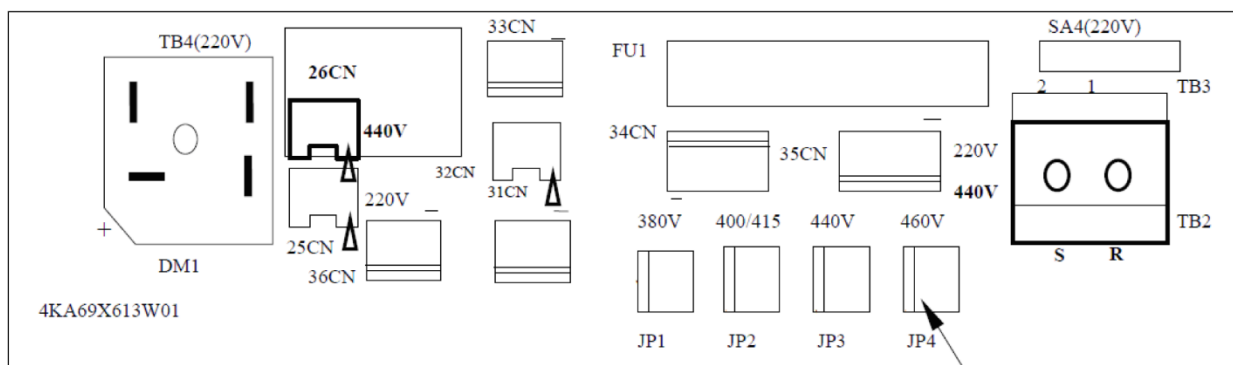 TB4(220V)
33CN
FU1
SA4(220V)
26CN
2 1
TB3
440V
34CN
35CN
220V
32CN
31CN
440V
220V
380V
400/415
440V
460V
TB2
25CN
S R
DM1
36CN
4KA69X613W01
JP1
JP2
JP3
JP4
+